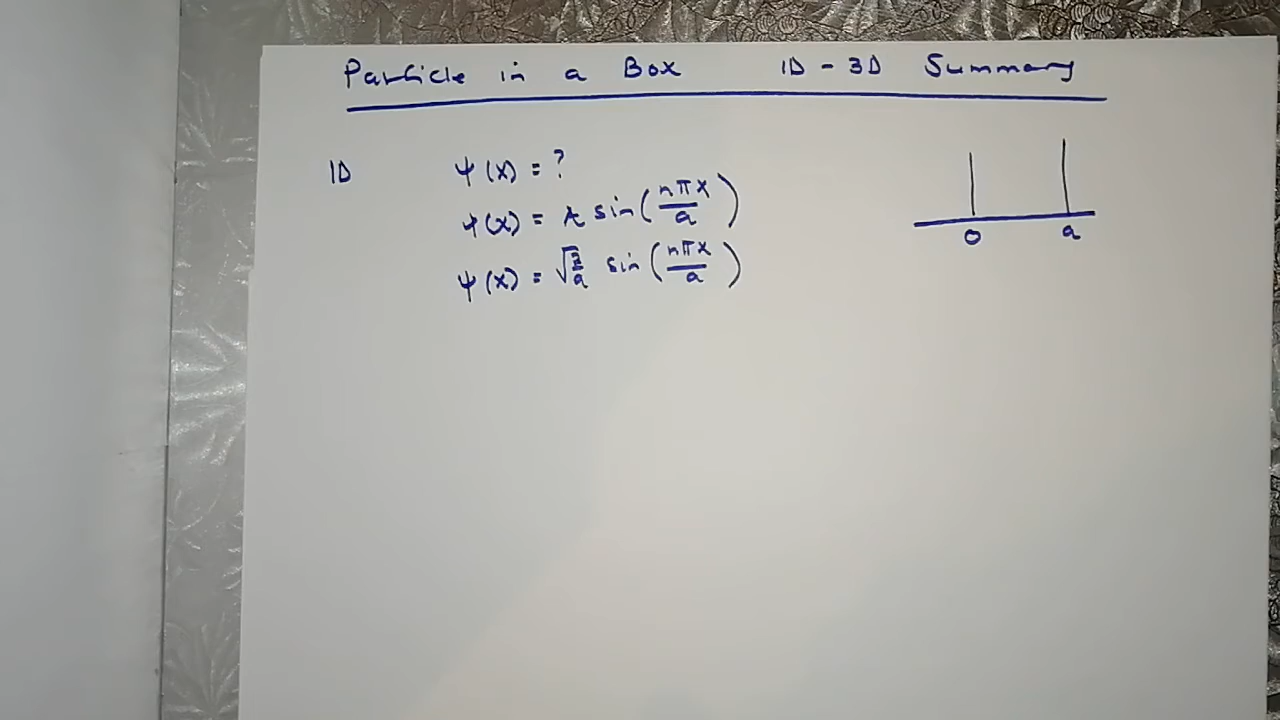 Particle in a Box 1D - 3D Summary
1D ψ(x) = ?
ψ(x) = A sin(nπx/a)
ψ(x) = √(2/a) sin(nπx/a)
0 a